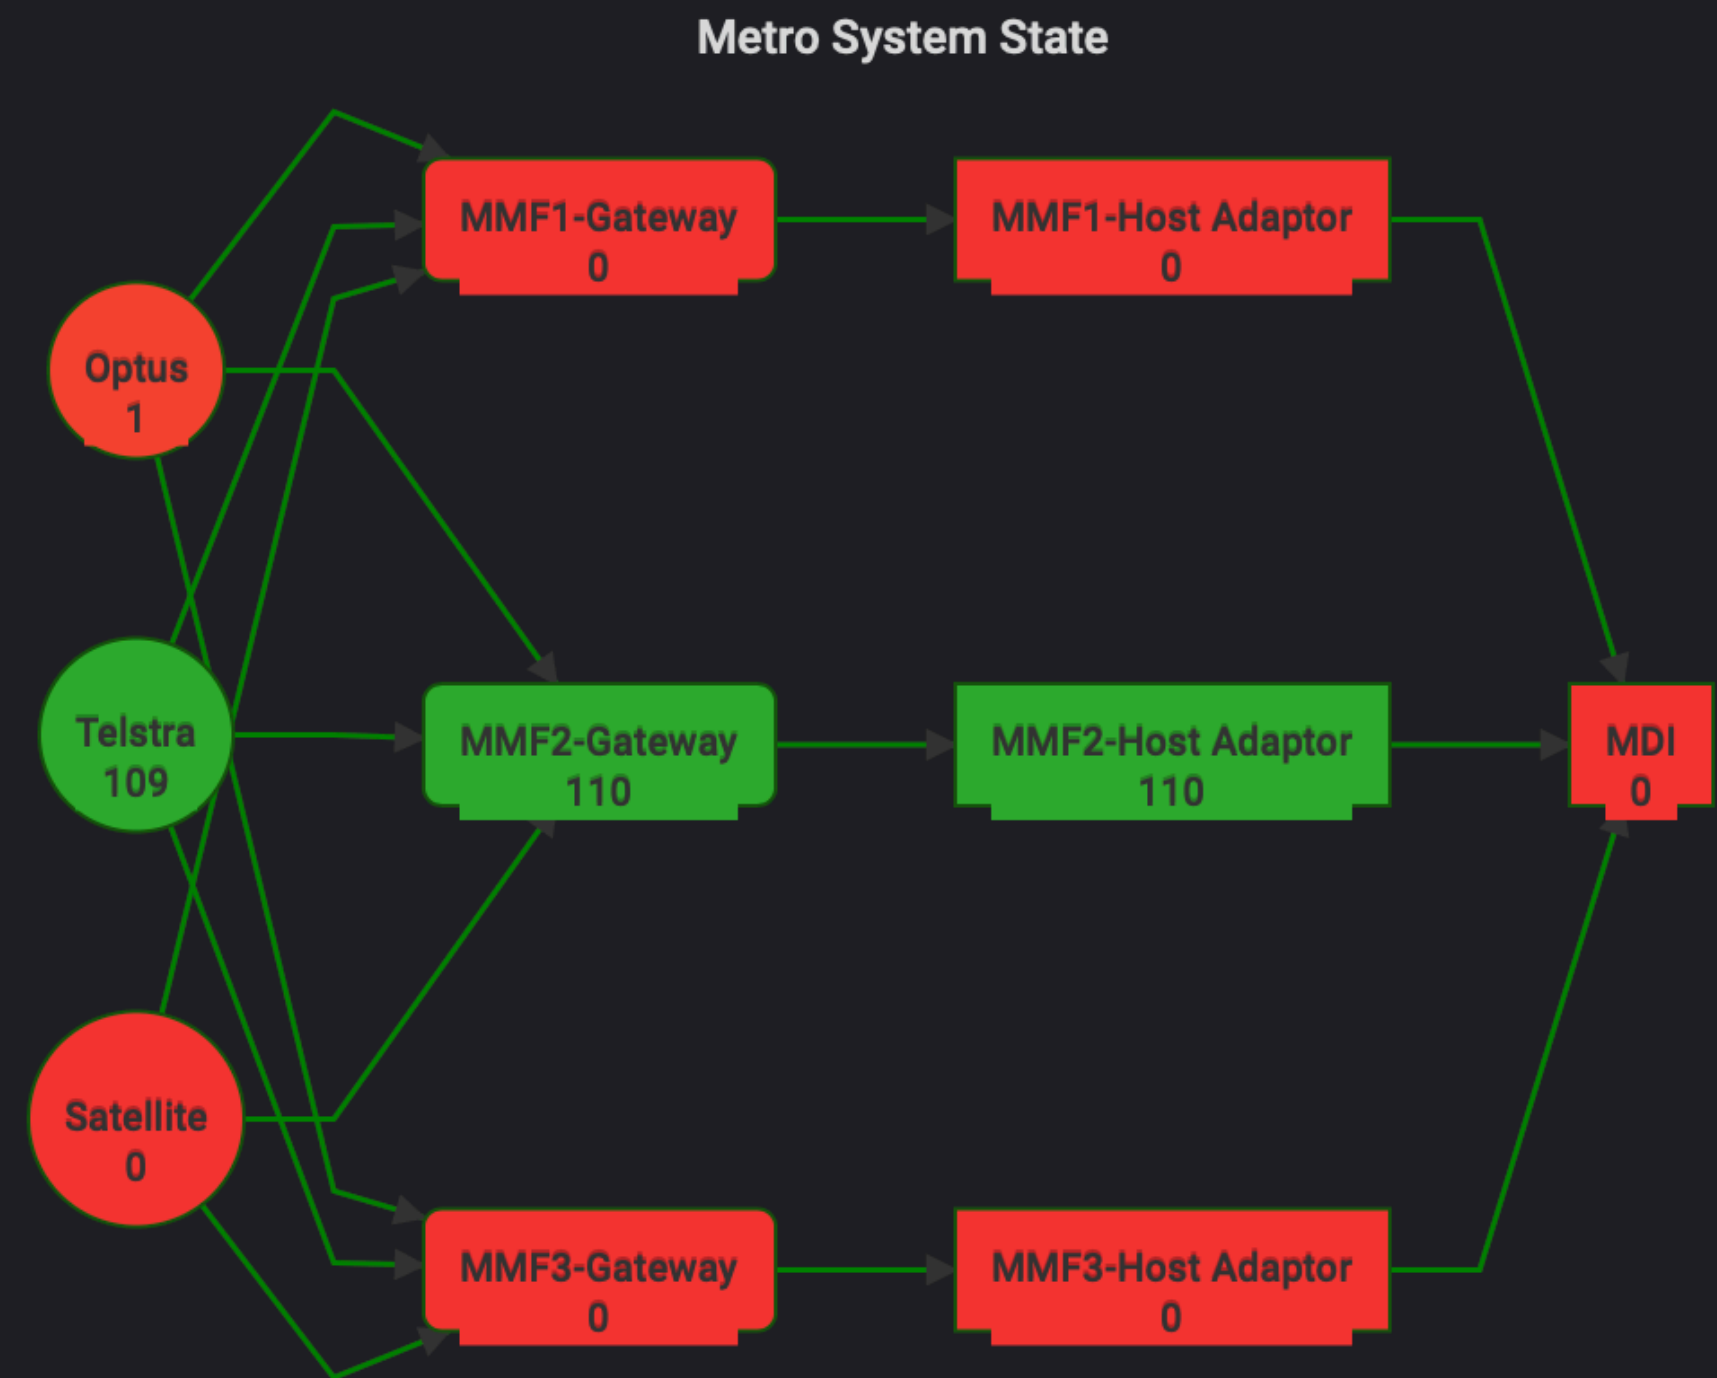 Metro System State
MMF1-Gateway
0
MMF1-Host Adaptor
0
Optus
1
Telstra
109
MMF2-Gateway
110
MMF2-Host Adaptor
110
MDI
0
Satellite
0
MMF3-Gateway
0
MMF3-Host Adaptor
0